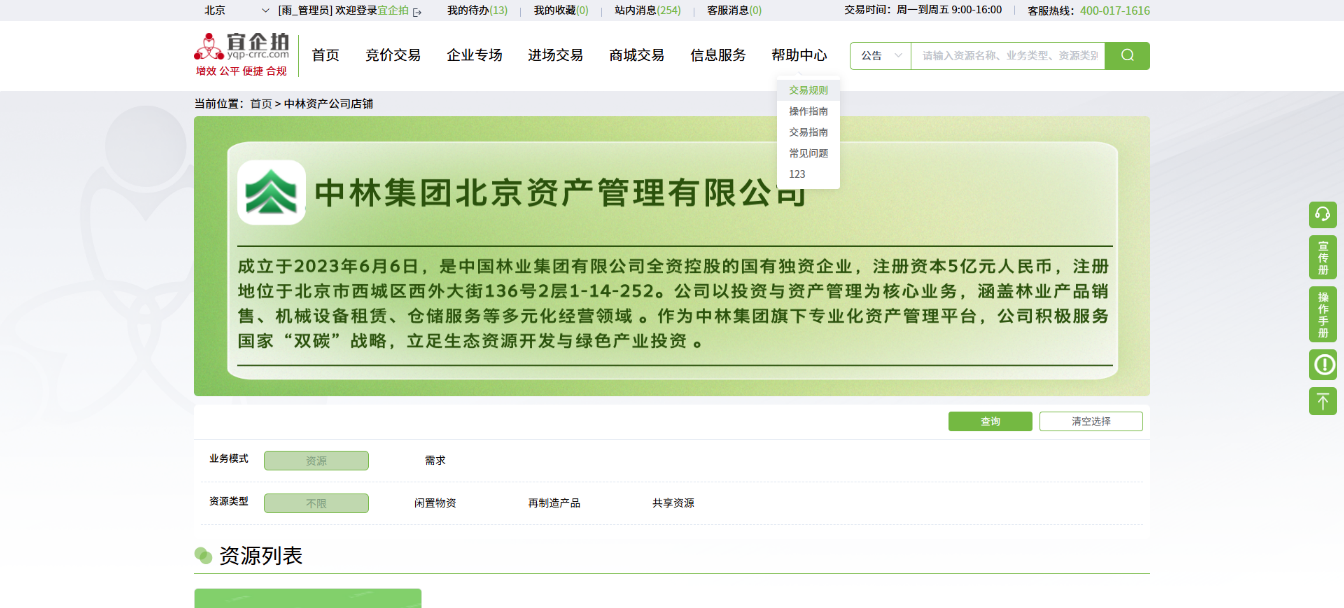 北京 [雨_管理员] 欢迎登录宜企拍 我的待办(13) 我的收藏(0) 站内消息(254) 客服消息(0) 交易时间：周一到周五 9:00-16:00 客服热线：400-017-1616
宜企拍
yqp-crrc.com
增效 公平 便捷 合规
首页 竞价交易 企业专场 进场交易 商城交易 信息服务 帮助中心 公告 请输入资源名称、业务类型、资源类别
交易规则
操作指南
交易指南
常见问题
123
当前位置：首页 > 中林资产公司店铺
中林集团北京资产管理有限公司
成立于2023年6月6日，是中国林业集团有限公司全资控股的国有独资企业，注册资本5亿元人民币，注册
地位于北京市西城区西外大街136号2层1-14-252。公司以投资与资产管理为核心业务，涵盖林业产品销
售、机械设备租赁、仓储服务等多元化经营领域 。作为中林集团旗下专业化资产管理平台，公司积极服务
国家“双碳”战略，立足生态资源开发与绿色产业投资 。
宣传册
操作手册
查询 清空选择
业务模式 资源 需求
资源类型 不限 闲置物资 再制造产品 共享资源
资源列表